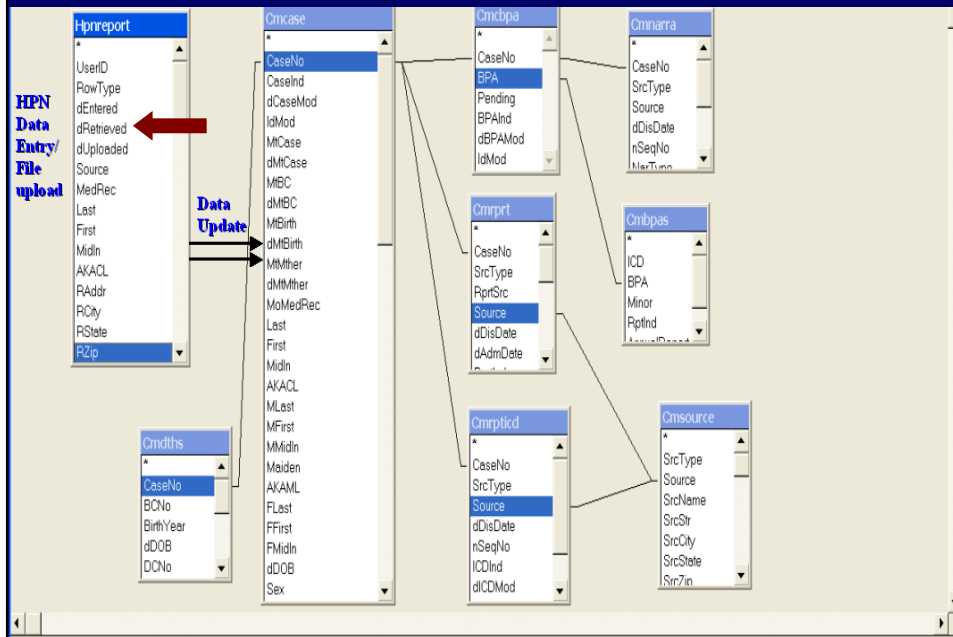 HPN
Data
Entry/
File
upload
Hpnreport
*
UserID
RowType
dEntered
dRetrieved
dUploaded
Source
MedRec
Last
First
MidIn
AKACL
RAddr
RCity
RState
RZip
Data
Update
Cmdths
*
CaseNo
BCNo
BirthYear
dDOB
DCNo
Cmcase
*
CaseNo
CaseInd
dCaseMod
IdMod
MtCase
dMtCase
MtBC
dMtBC
MtBirth
dMtBirth
MtMther
dMtMther
MoMedRec
Last
First
MidIn
AKACL
MLast
MFirst
MMidIn
Maiden
AKAML
FLast
FFirst
FMidIn
dDOB
Sex
Cmcbpa
*
CaseNo
BPA
Pending
BPAInd
dBPAMod
IdMod
Cmrprt
*
CaseNo
SrcType
RprtSrc
Source
dDisDate
dAdmDate
Cmrpticd
*
CaseNo
SrcType
Source
dDisDate
nSeqNo
ICDInd
dICDMod
Cmnarra
*
CaseNo
SrcType
Source
dDisDate
nSeqNo
NarType
Cmbpas
*
ICD
BPA
Minor
RptInd
AnnualReport
Cmsource
*
SrcType
Source
SrcName
SrcStr
SrcCity
SrcState
SrcZip